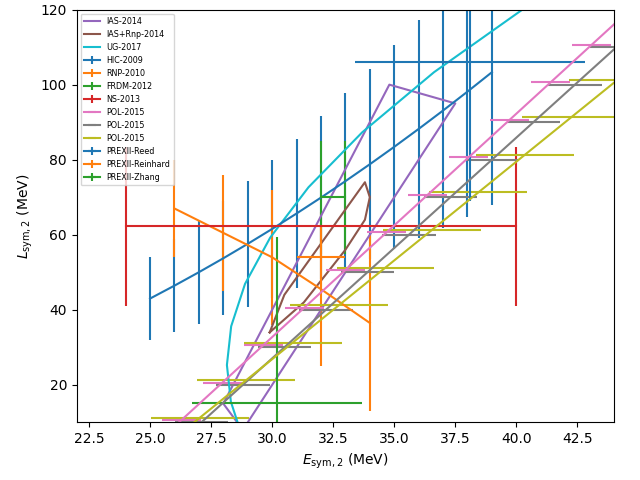 120
100
80
60
40
20
L_sym, 2 (MeV)
IAS-2014
IAS+Rnp-2014
UG-2017
HIC-2009
RNP-2010
FRDM-2012
NS-2013
POL-2015
POL-2015
POL-2015
PREXII-Reed
PREXII-Reinhard
PREXII-Zhang
22.5 25.0 27.5 30.0 32.5 35.0 37.5 40.0 42.5
E_sym, 2 (MeV)